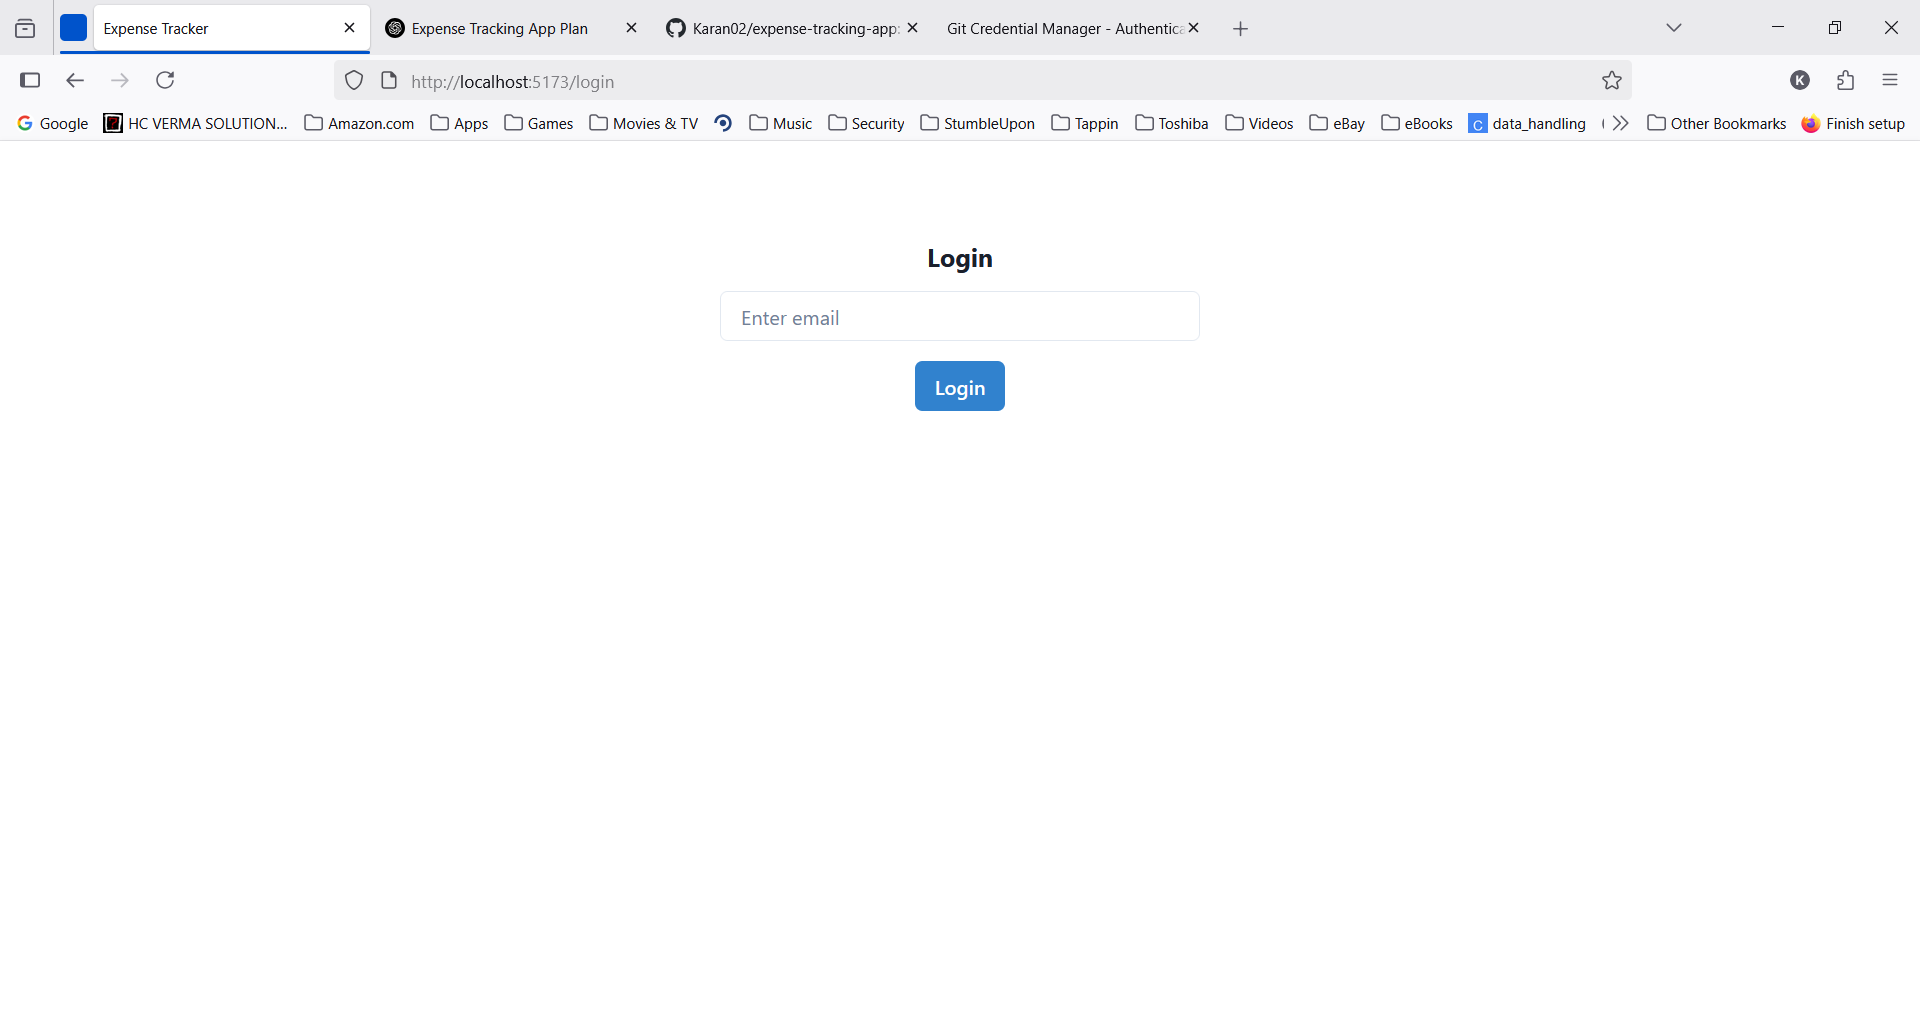 Expense Tracker Expense Tracking App Plan Karan02/expense-tracking-app: Git Credential Manager - Authentica
http://localhost:5173/login K
Google HC VERMA SOLUTION... Amazon.com Apps Games Movies & TV Music Security StumbleUpon Tappin Toshiba Videos eBay eBooks C data_handling Other Bookmarks Finish setup
Login
Enter email
Login